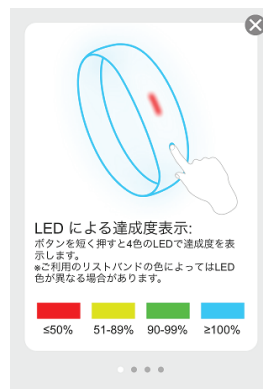 LED による達成度表示:
ボタンを短く押すと4色のLEDで達成度を表
示します。
※ご利用のリストバンドの色によってはLED
色が異なる場合があります。
≤50% 51-89% 90-99% ≥100%